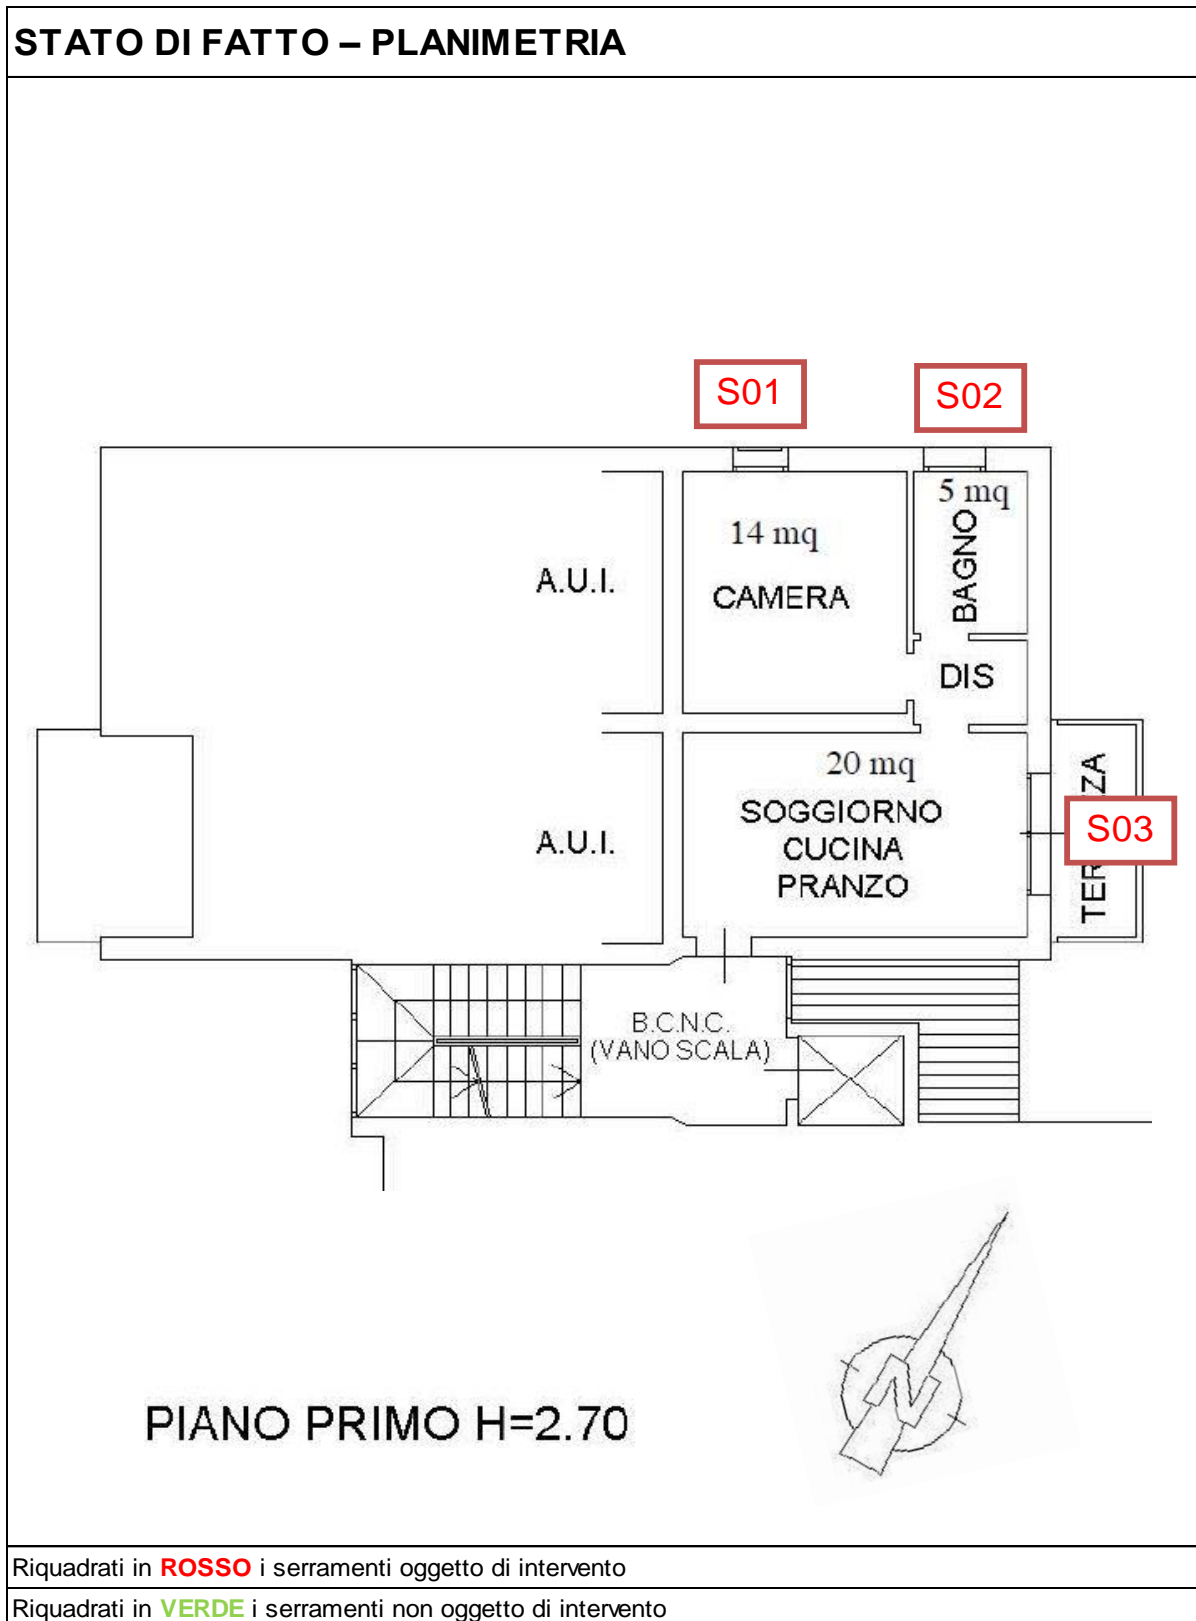 STATO DI FATTO – PLANIMETRIA
S01
S02
5 mq
14 mq
BAGNO
A.U.I.
CAMERA
DIS
20 mq
SOGGIORNO
CUCINA
PRANZO
A.U.I.
S03
B.C.N.C.
(VANO SCALA)
N
PIANO PRIMO H=2.70
Riquadrati in ROSSO i serramenti oggetto di intervento
Riquadrati in VERDE i serramenti non oggetto di intervento